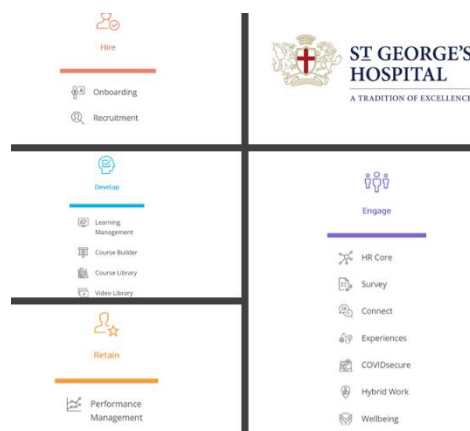 Hire
Onboarding
Recruitment
ST GEORGE'S
HOSPITAL
A TRADITION OF EXCELLENCE
Develop
Learning
Management
Course Builder
Course Library
Video Library
Engage
HR Core
Survey
Connect
Experiences
COVIDsecure
Hybrid Work
Wellbeing
Retain
Performance
Management